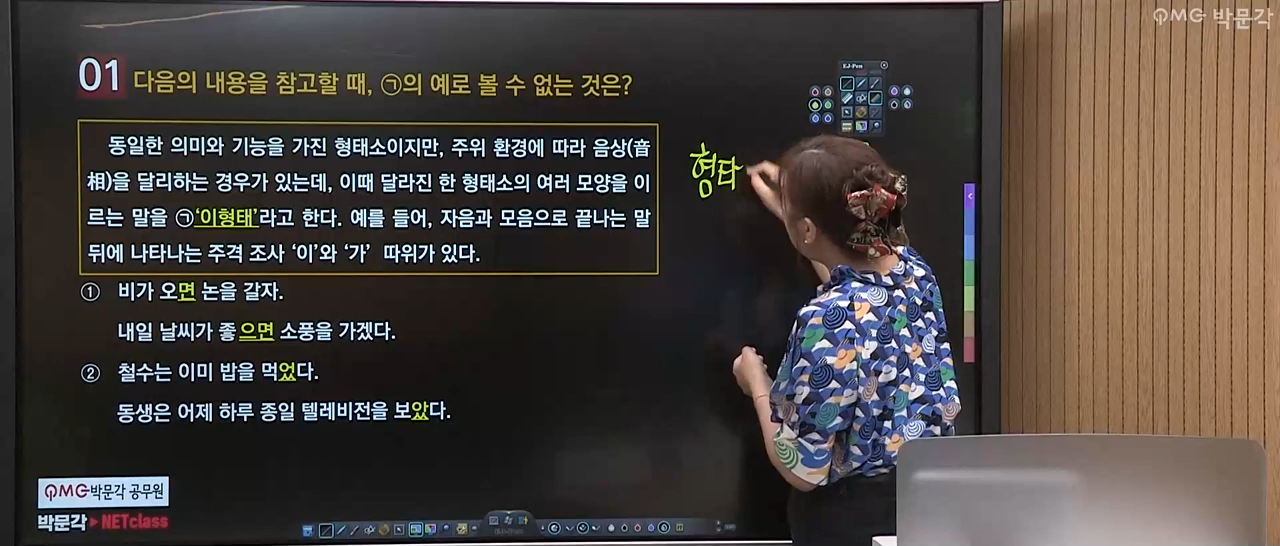 QMG 박문각
01 다음의 내용을 참고할 때, ㉠의 예로 볼 수 없는 것은?
동일한 의미와 기능을 가진 형태소이지만, 주위 환경에 따라 음상(音
相)을 달리하는 경우가 있는데, 이때 달라진 한 형태소의 여러 모양을 이
르는 말을 ㉠‘이형태’라고 한다. 예를 들어, 자음과 모음으로 끝나는 말
뒤에 나타나는 주격 조사 ‘이’와 ‘가’ 따위가 있다.
형타
① 비가 오면 논을 갈자.
내일 날씨가 좋으면 소풍을 가겠다.
② 철수는 이미 밥을 먹었다.
동생은 어제 하루 종일 텔레비전을 보았다.
QMG박문각 공무원
박문각 NETclass
EJ-Pen